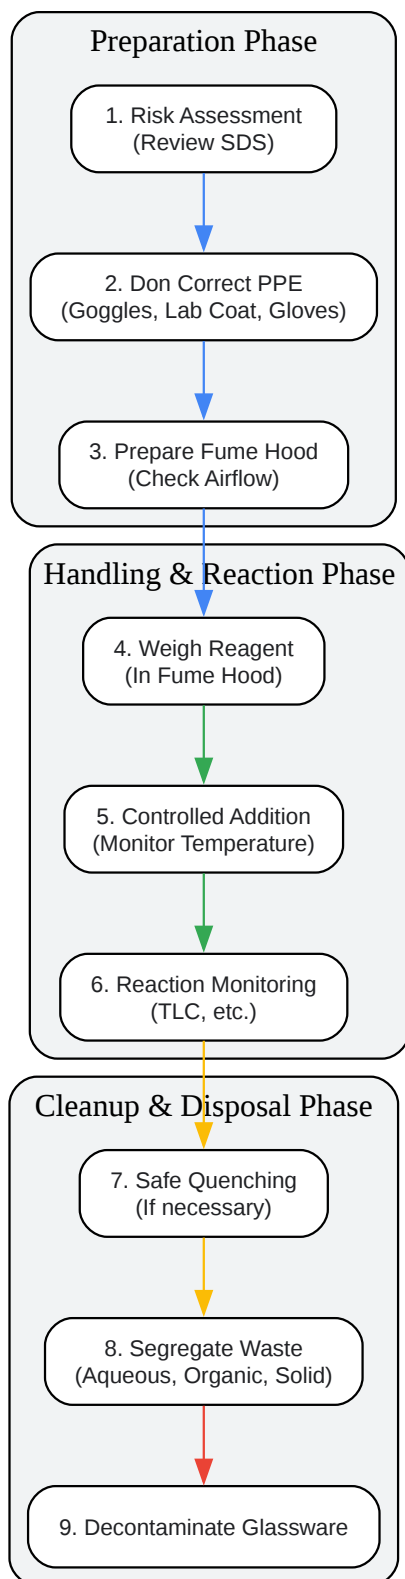 Preparation Phase
1. Risk Assessment
(Review SDS)
2. Don Correct PPE
(Goggles, Lab Coat, Gloves)
3. Prepare Fume Hood
(Check Airflow)
Handling & Reaction Phase
4. Weigh Reagent
(In Fume Hood)
5. Controlled Addition
(Monitor Temperature)
6. Reaction Monitoring
(TLC, etc.)
Cleanup & Disposal Phase
7. Safe Quenching
(If necessary)
8. Segregate Waste
(Aqueous, Organic, Solid)
9. Decontaminate Glassware